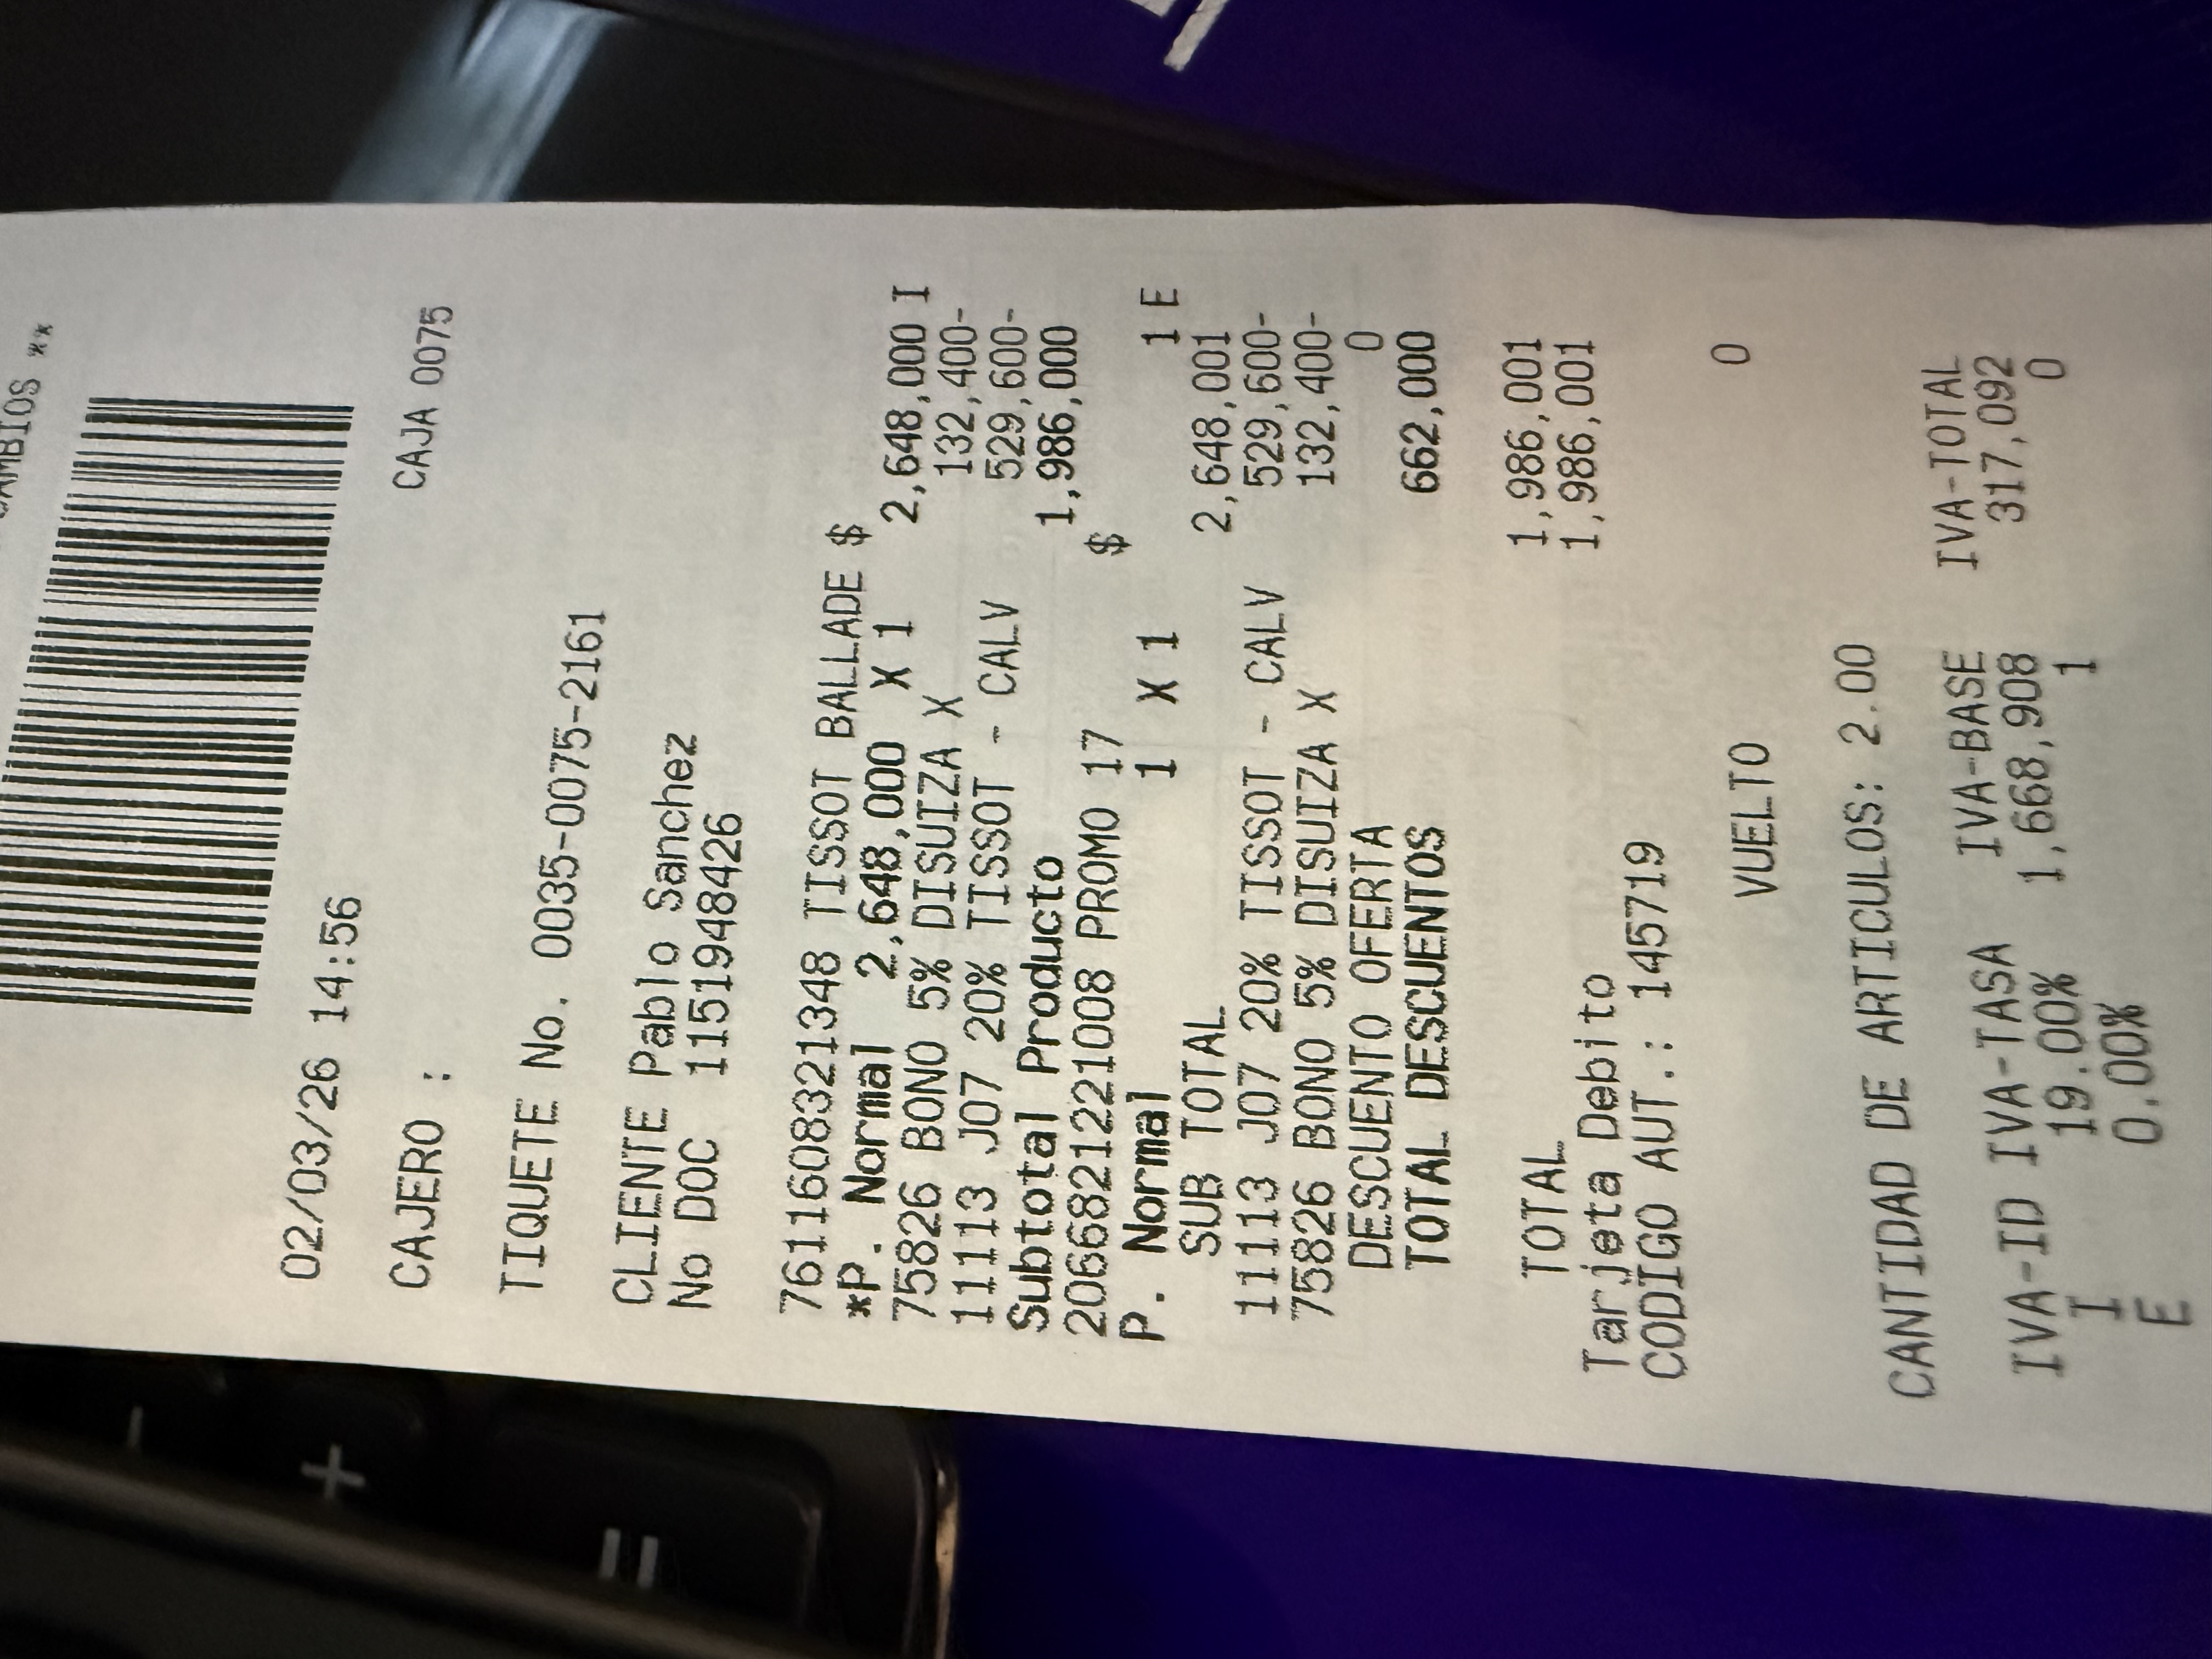 CAMBIOS **
02/03/26 14:56
CAJERO : CAJA 0075
TIQUETE No. 0035-0075-2161
CLIENTE Pablo Sanchez
No DOC 1151948426
7611608321348 TISSOT BALLADE $
*P. Normal 2,648,000 X 1 2,648,000 I
75826 BONO 5% DISUIZA X 132,400-
11113 J07 20% TISSOT - CALV 529,600-
Subtotal Producto 1,986,000
2066821221008 PROMO 17 $
P. Normal 1 X 1 1 E
SUB TOTAL 2,648,001
11113 J07 20% TISSOT - CALV 529,600-
75826 BONO 5% DISUIZA X 132,400-
DESCUENTO OFERTA 0
TOTAL DESCUENTOS 662,000
TOTAL 1,986,001
Tarjeta Debito 1,986,001
CODIGO AUT.: 145719
VUELTO 0
CANTIDAD DE ARTICULOS: 2.00
IVA-ID IVA-TASA IVA-BASE IVA-TOTAL
I 19.00% 1,668,908 317,092
E 0.00% 1 0
+
=